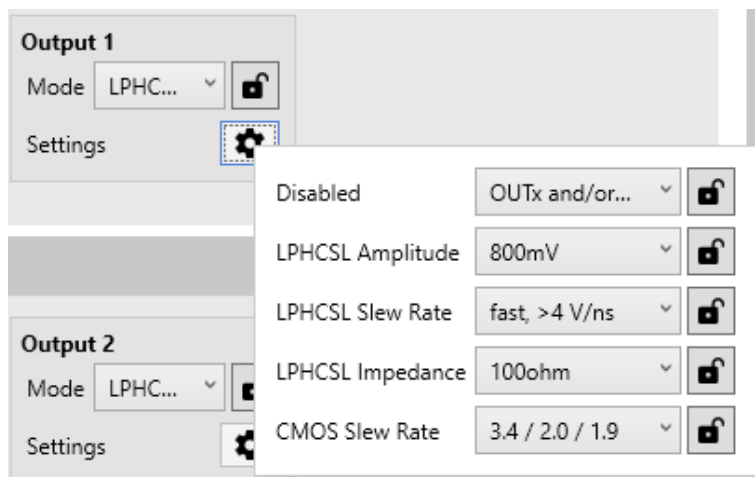 Output 1
Mode LPHC...
Settings
Disabled OUTx and/or...
LPHCSL Amplitude 800mV
LPHCSL Slew Rate fast, >4 V/ns
LPHCSL Impedance 100ohm
CMOS Slew Rate 3.4 / 2.0 / 1.9
Output 2
Mode LPHC...
Settings